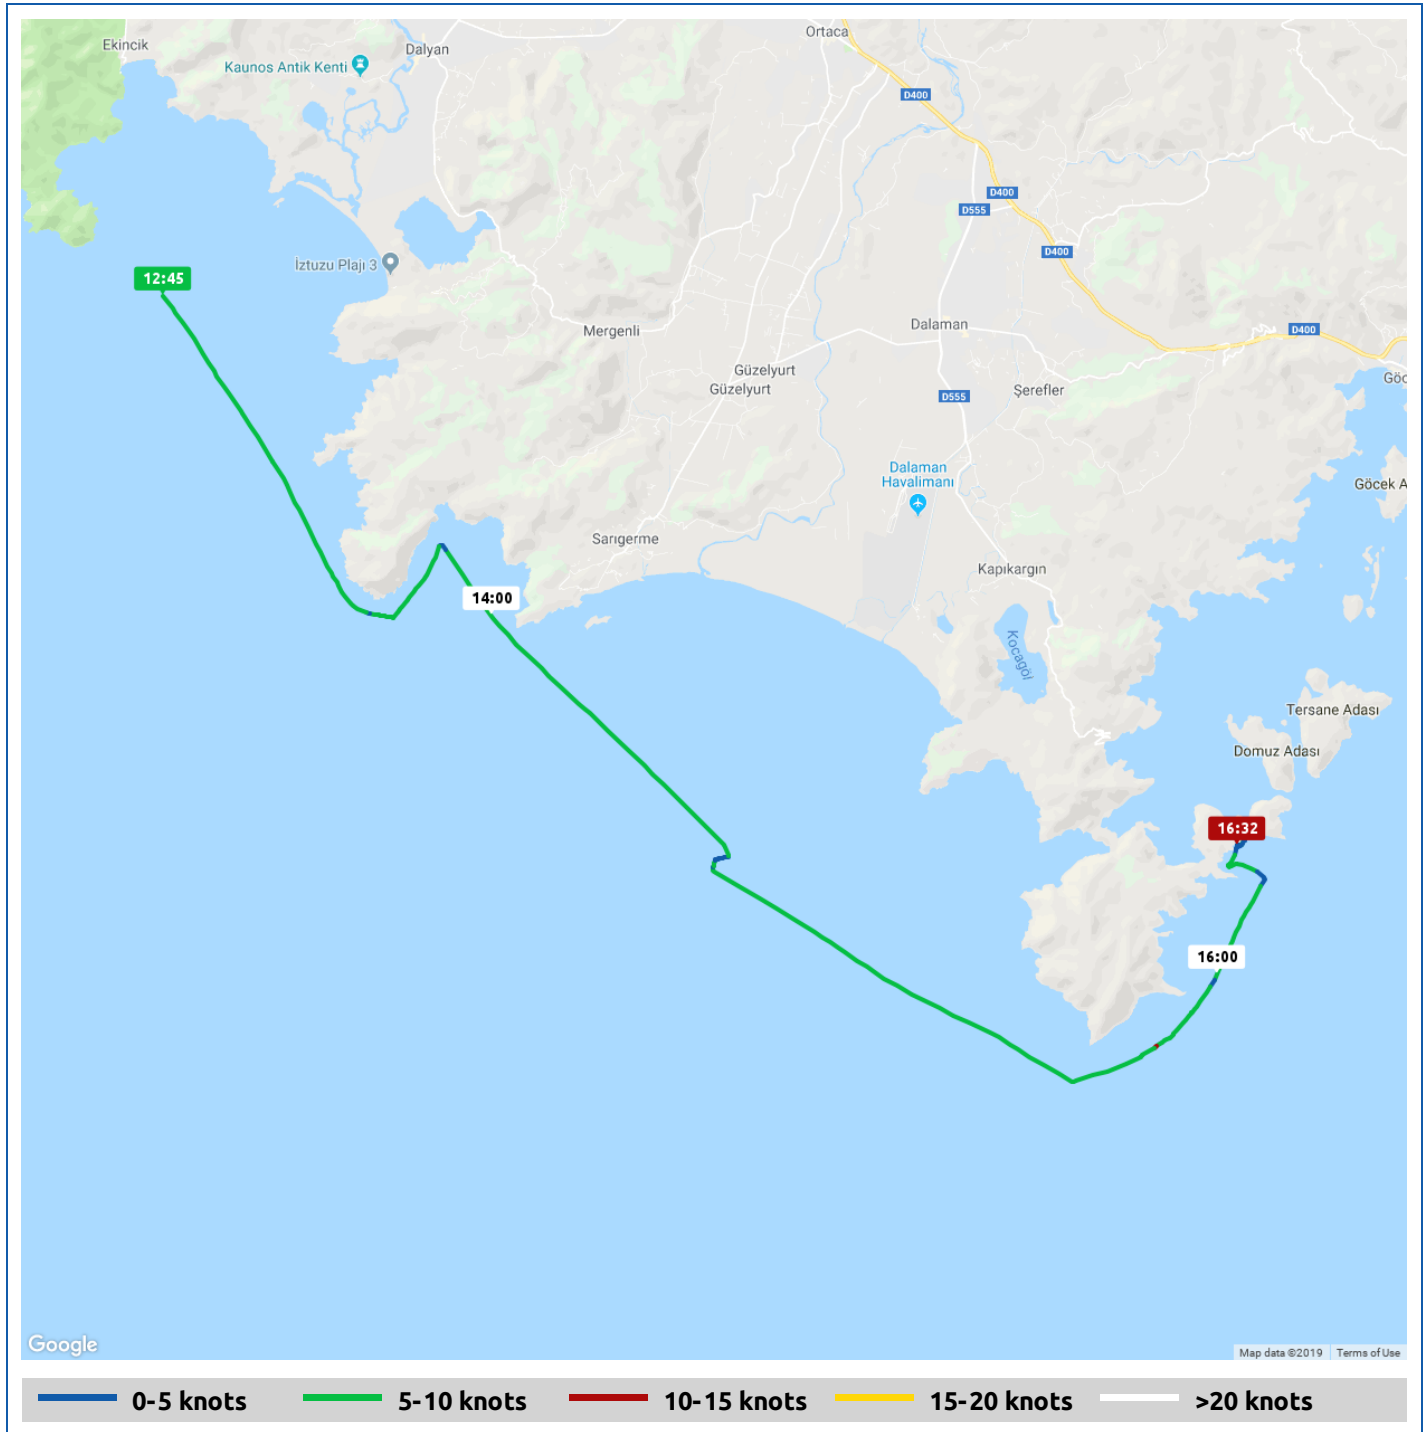 Ekincik
Dalyan
Ortaca
Kaunos Antik Kenti
D400
D400
D555
D400
İztuzu Plajı 3
12:45
Mergenli
Dalaman
D400
Güzelyurt
Güzelyurt
Şerefler
Göc
D555
Dalaman
Havalimanı
Göcek A
Sarıgerme
Kapıkargın
14:00
Kocagöl
Tersane Adası
Domuz Adası
16:32
16:00
Google
Map data ©2019
Terms of Use
0-5 knots
5-10 knots
10-15 knots
15-20 knots
>20 knots